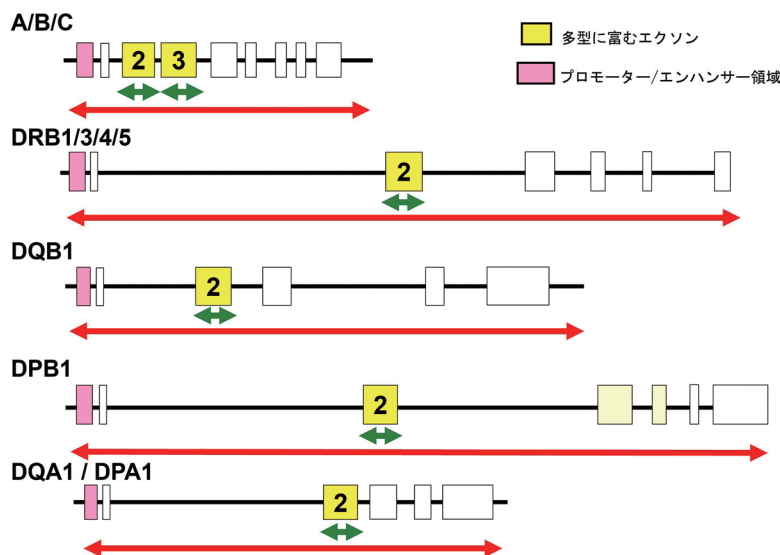 A/B/C
多型に富むエクソン
プロモーター/エンハンサー領域
2 3
DRB1/3/4/5
2
DQB1
2
DPB1
2
DQA1 / DPA1
2